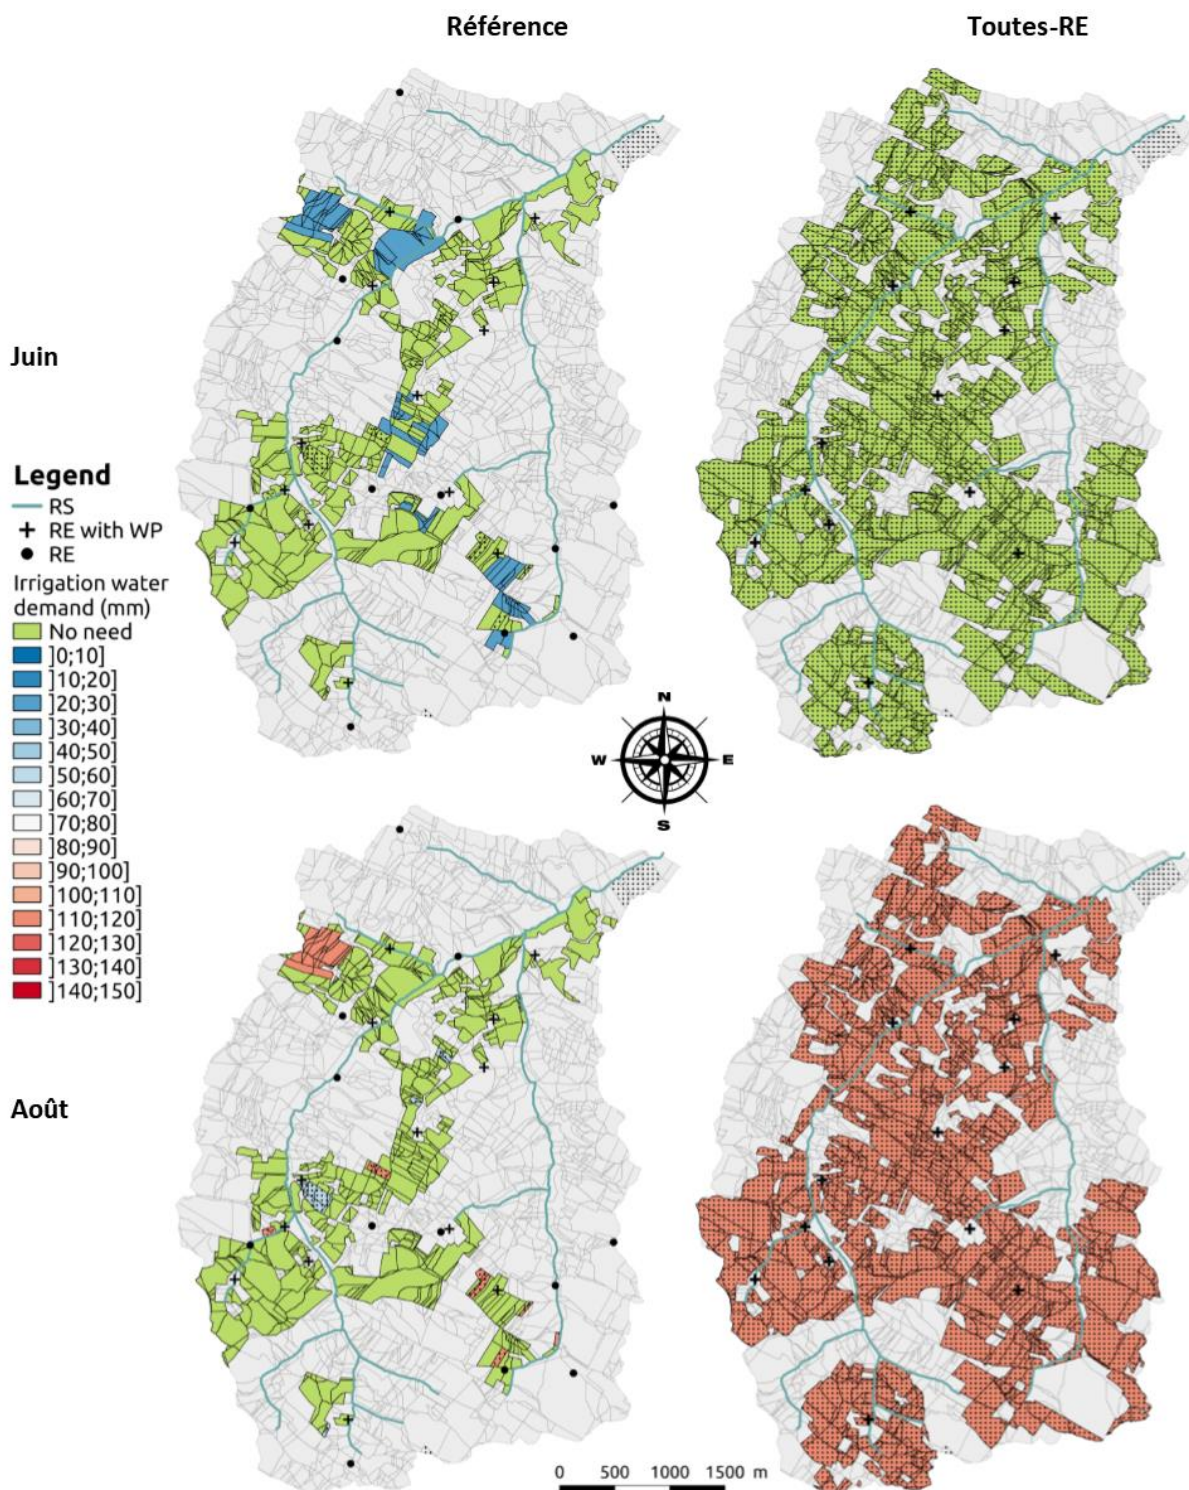 Référence
Toutes-RE
Juin
Legend
RS
RE with WP
RE
Irrigation water
demand (mm)
No need
]0;10]
]10;20]
]20;30]
]30;40]
]40;50]
]50;60]
]60;70]
]70;80]
]80;90]
]90;100]
]100;110]
]110;120]
]120;130]
]130;140]
]140;150]
N
W
E
S
Août
0 500 1000 1500 m